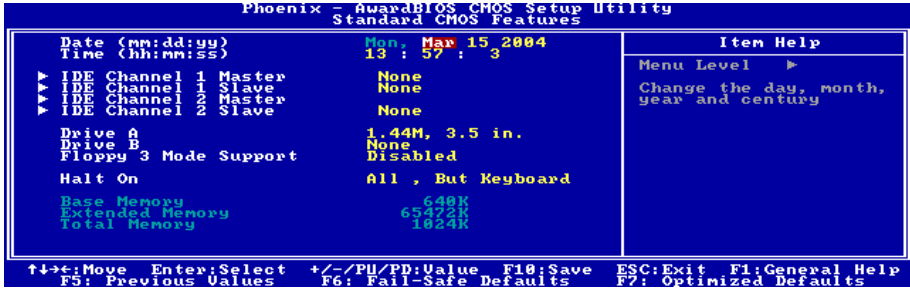 Phoenix - AwardBIOS CMOS Setup Utility
Standard CMOS Features
Date (mm:dd:yy) Mon, Mar 15 2004
Time (hh:mm:ss) 13 : 57 : 3
► IDE Channel 1 Master None
► IDE Channel 1 Slave None
► IDE Channel 2 Master
► IDE Channel 2 Slave None
Drive A 1.44M, 3.5 in.
Drive B None
Floppy 3 Mode Support Disabled
Halt On All , But Keyboard
Base Memory 640K
Extended Memory 65472K
Total Memory 1024K
Item Help
Menu Level ►
Change the day, month,
year and century
↑↓→←:Move Enter:Select +/-/PU/PD:Value F10:Save ESC:Exit F1:General Help
F5: Previous Values F6: Fail-Safe Defaults F7: Optimized Defaults